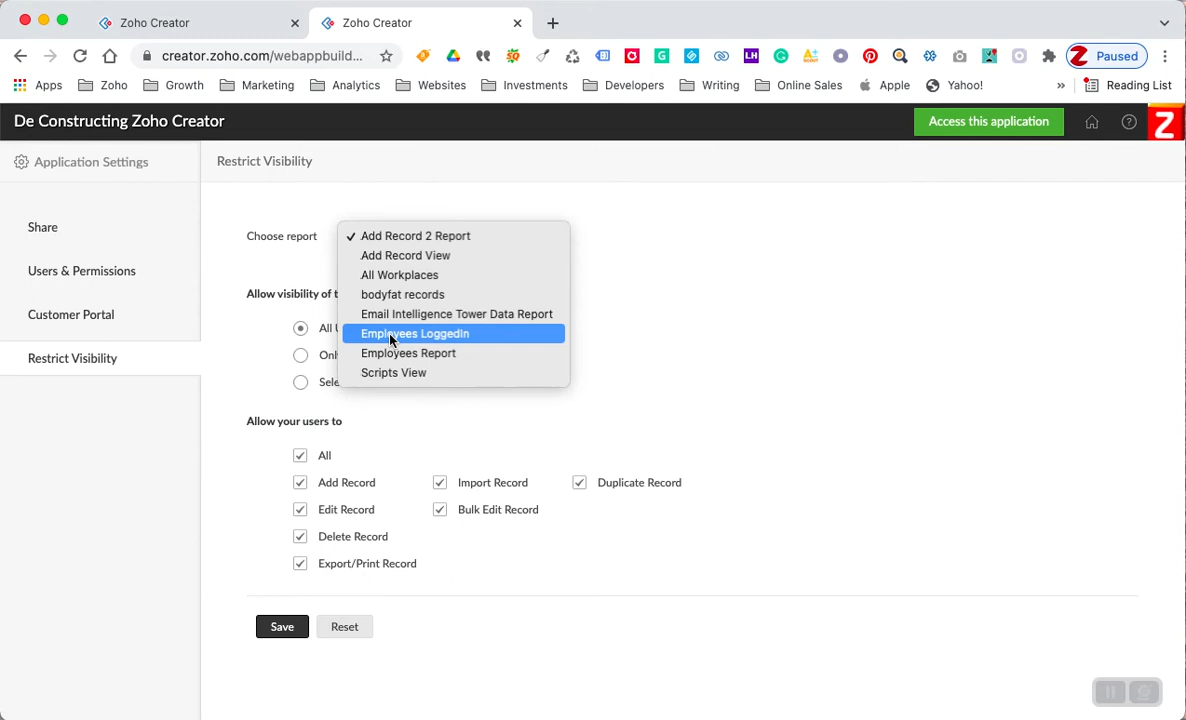 Zoho Creator
Zoho Creator
creator.zoho.com/webappbuild...
Paused
Apps
Zoho
Growth
Marketing
Analytics
Websites
Investments
Developers
Writing
Online Sales
Apple
Yahoo!
»
Reading List
De Constructing Zoho Creator
Access this application
Z
Application Settings
Restrict Visibility
Share
Users & Permissions
Customer Portal
Restrict Visibility
Choose report
✓ Add Record 2 Report
Add Record View
All Workplaces
bodyfat records
Email Intelligence Tower Data Report
Employees LoggedIn
Employees Report
Scripts View
Allow visibility of t
All U
Onl
Sele
Allow your users to
All
Add Record
Import Record
Duplicate Record
Edit Record
Bulk Edit Record
Delete Record
Export/Print Record
Save
Reset